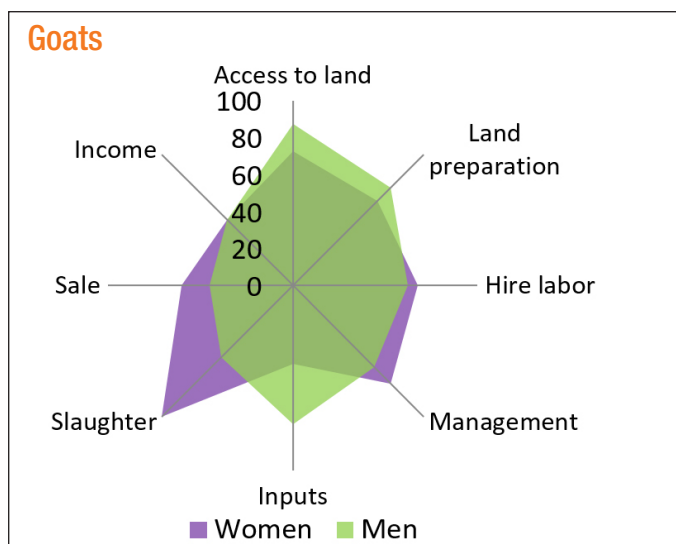 Goats
Access to land
100
80
60
40
20
0
Land
preparation
Hire labor
Management
Inputs
Slaughter
Sale
Income
Women
Men